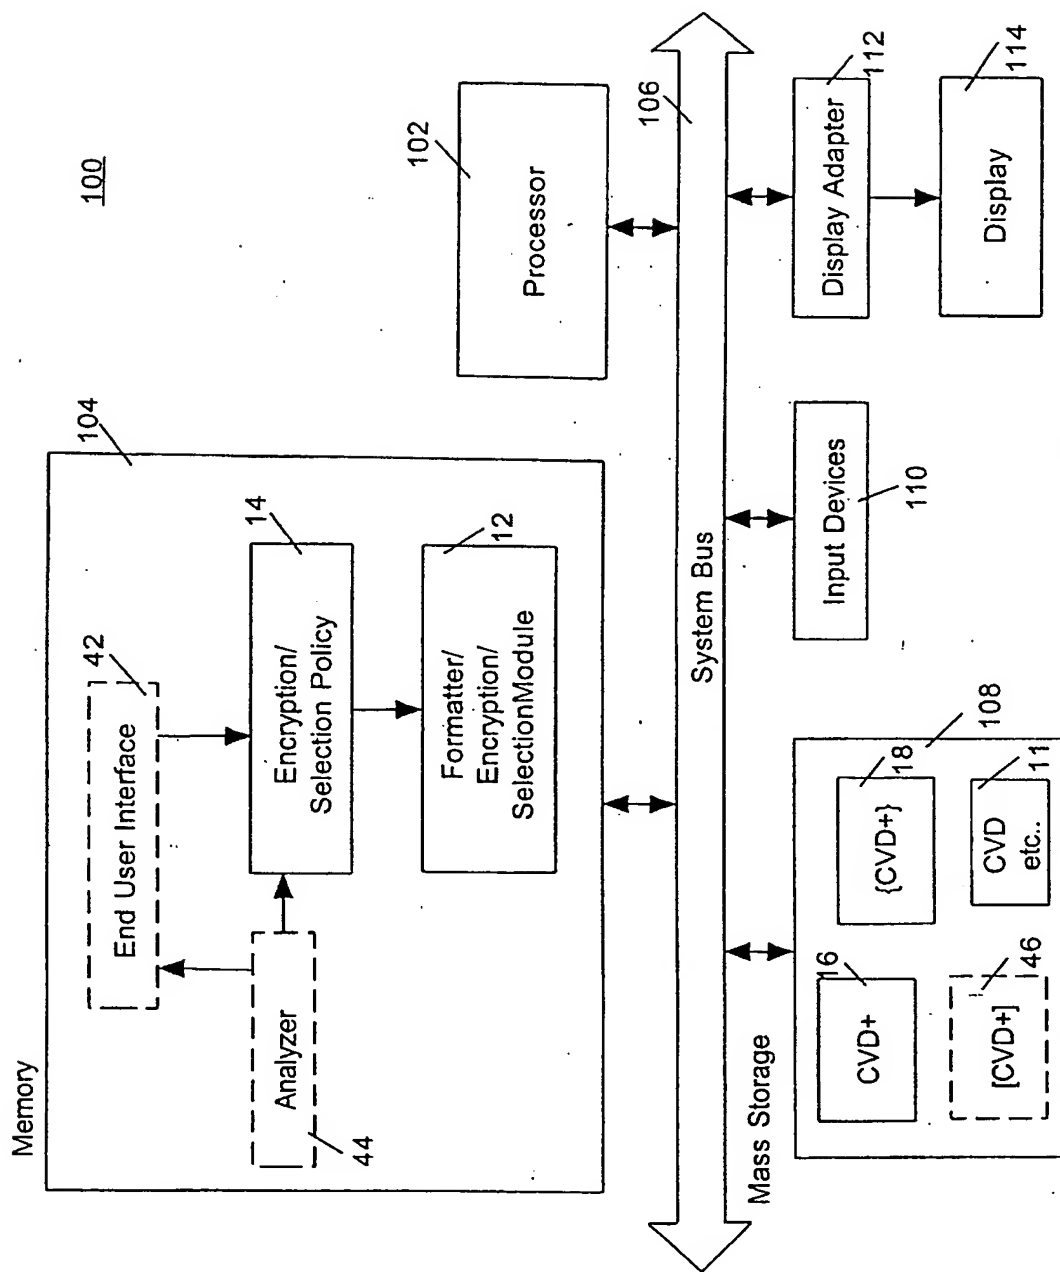 100
Memory
104
End User Interface
42
Analyzer
44
Encryption/
Selection Policy
14
Formatter/
Encryption/
SelectionModule
12
Processor
102
System Bus
106
Mass Storage
108
CVD+
16
{CVD+}
18
[CVD+]
46
CVD
etc..
11
Input Devices
110
Display Adapter
112
Display
114